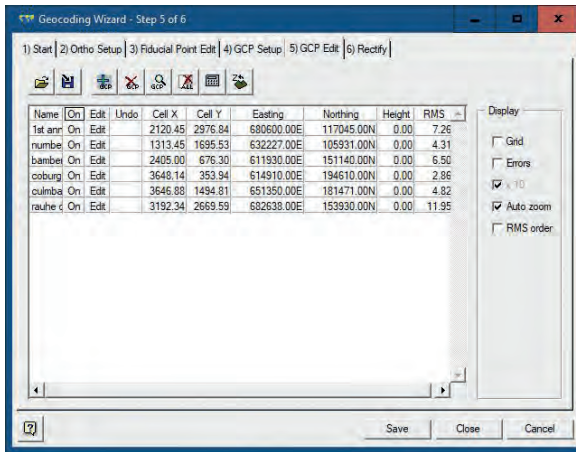 Geocoding Wizard - Step 5 of 6
1) Start 2) Ortho Setup 3) Fiducial Point Edit 4) GCP Setup 5) GCP Edit 6) Rectify
GCP GCP GCP ALL
Name On Edit Undo Cell X Cell Y Easting Northing Height RMS
1st ann On Edit 2120.45 2976.84 680600.00E 117045.00N 0.00 7.26
numbe On Edit 1313.45 1695.53 632227.00E 105931.00N 0.00 4.31
bamber On Edit 2405.00 676.30 611930.00E 151140.00N 0.00 6.50
coburg On Edit 3648.14 353.94 614910.00E 194610.00N 0.00 2.86
culmba On Edit 3646.88 1494.81 651350.00E 181471.00N 0.00 4.82
rauhe c On Edit 3192.34 2669.59 682638.00E 153930.00N 0.00 11.95
Display
Grid
Errors
x 10
Auto zoom
RMS order
Save Close Cancel